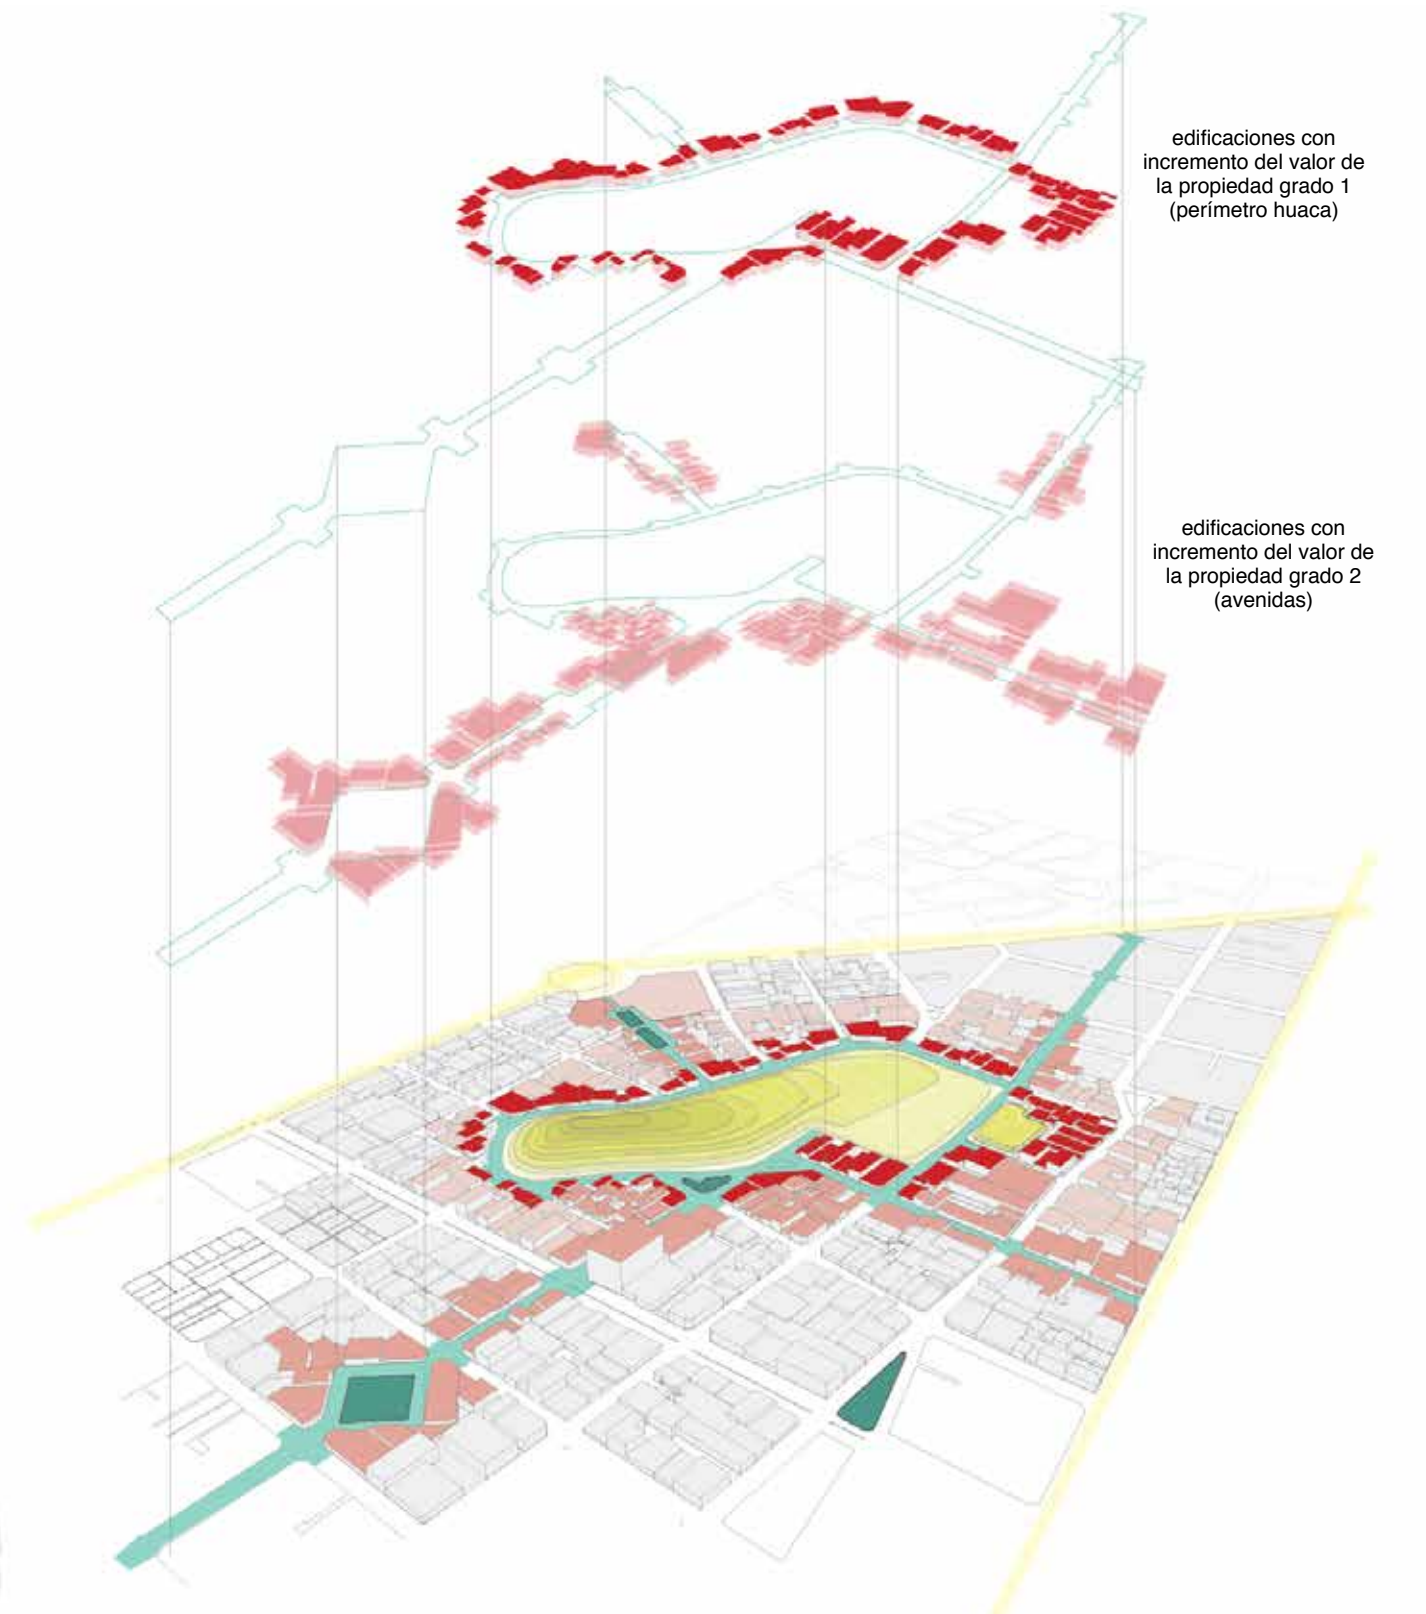 edificaciones con
incremento del valor de
la propiedad grado 1
(perímetro huaca)
edificaciones con
incremento del valor de
la propiedad grado 2
(avenidas)